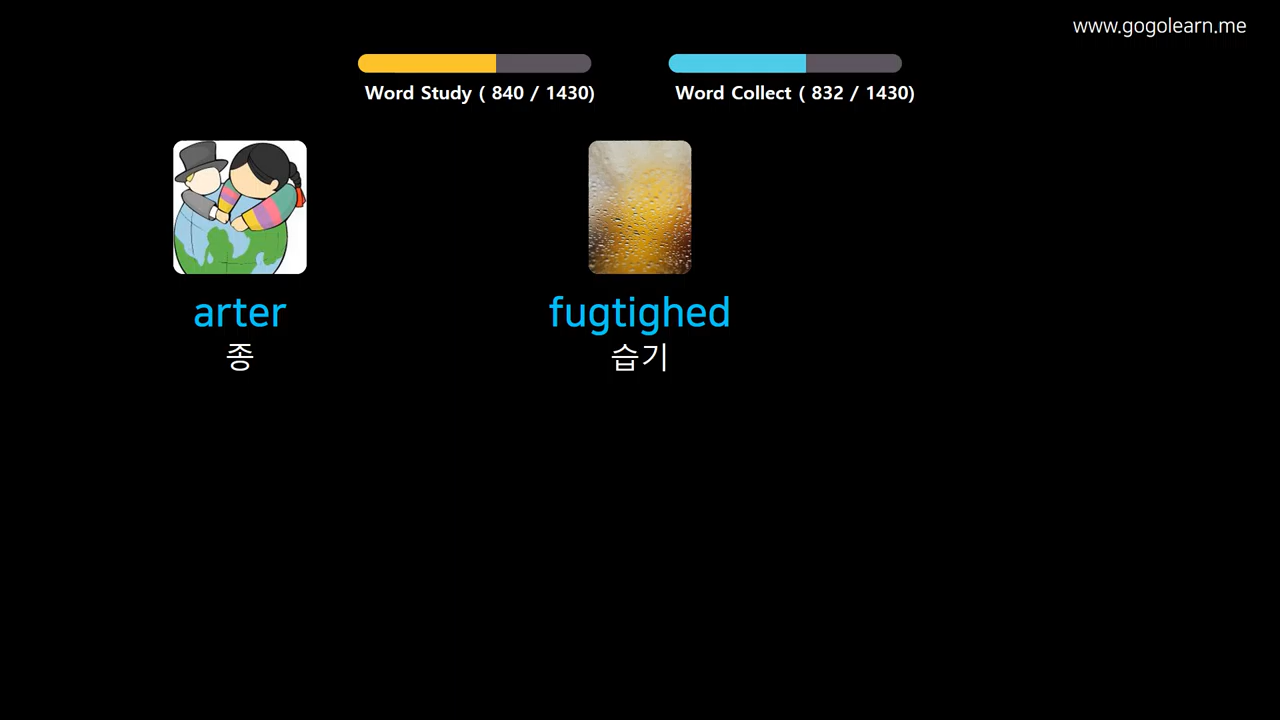 www.gogolearn.me
Word Study ( 840 / 1430)
Word Collect ( 832 / 1430)
arter
fugtighed
종
습기